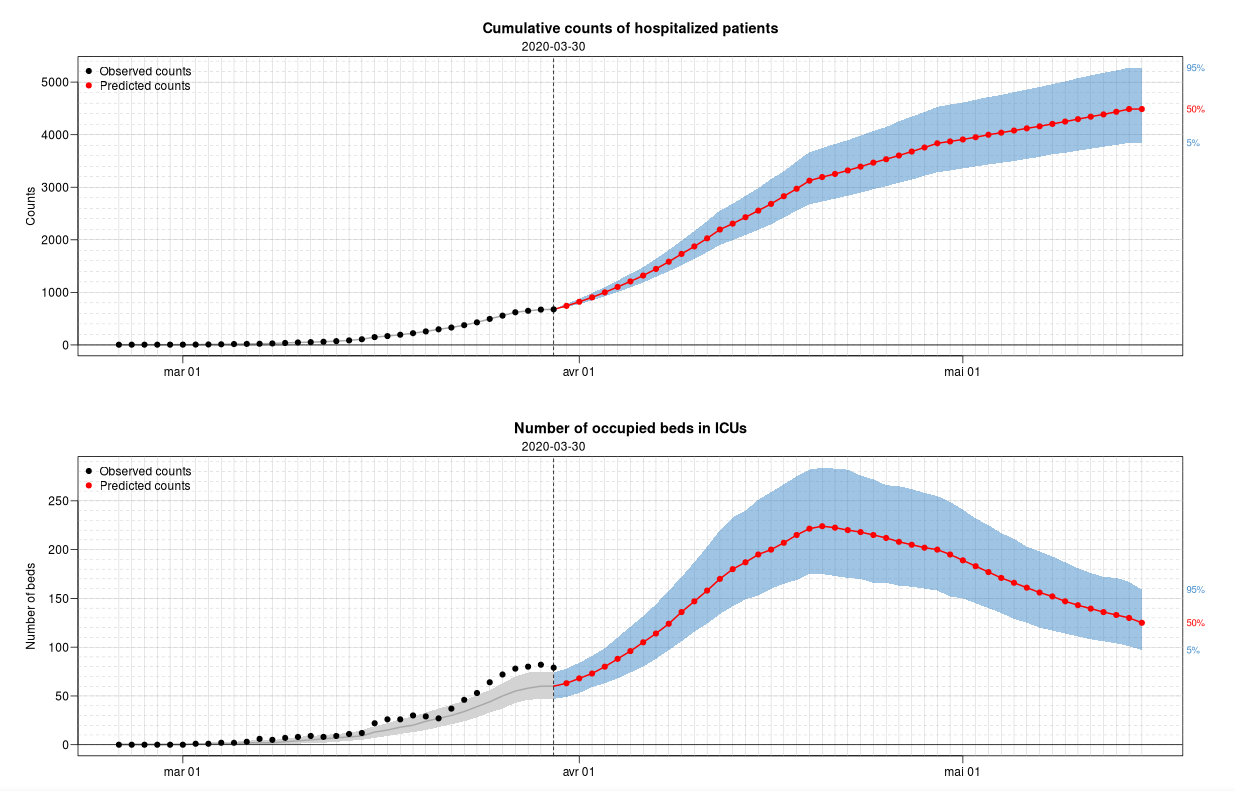 Cumulative counts of hospitalized patients
2020-03-30
Observed counts
Predicted counts
95%
5000
50%
4000
5%
3000
Counts
2000
1000
0
mar 01
avr 01
mai 01
Number of occupied beds in ICUs
2020-03-30
Observed counts
Predicted counts
250
200
95%
150
50%
Number of beds
5%
100
50
0
mar 01
avr 01
mai 01